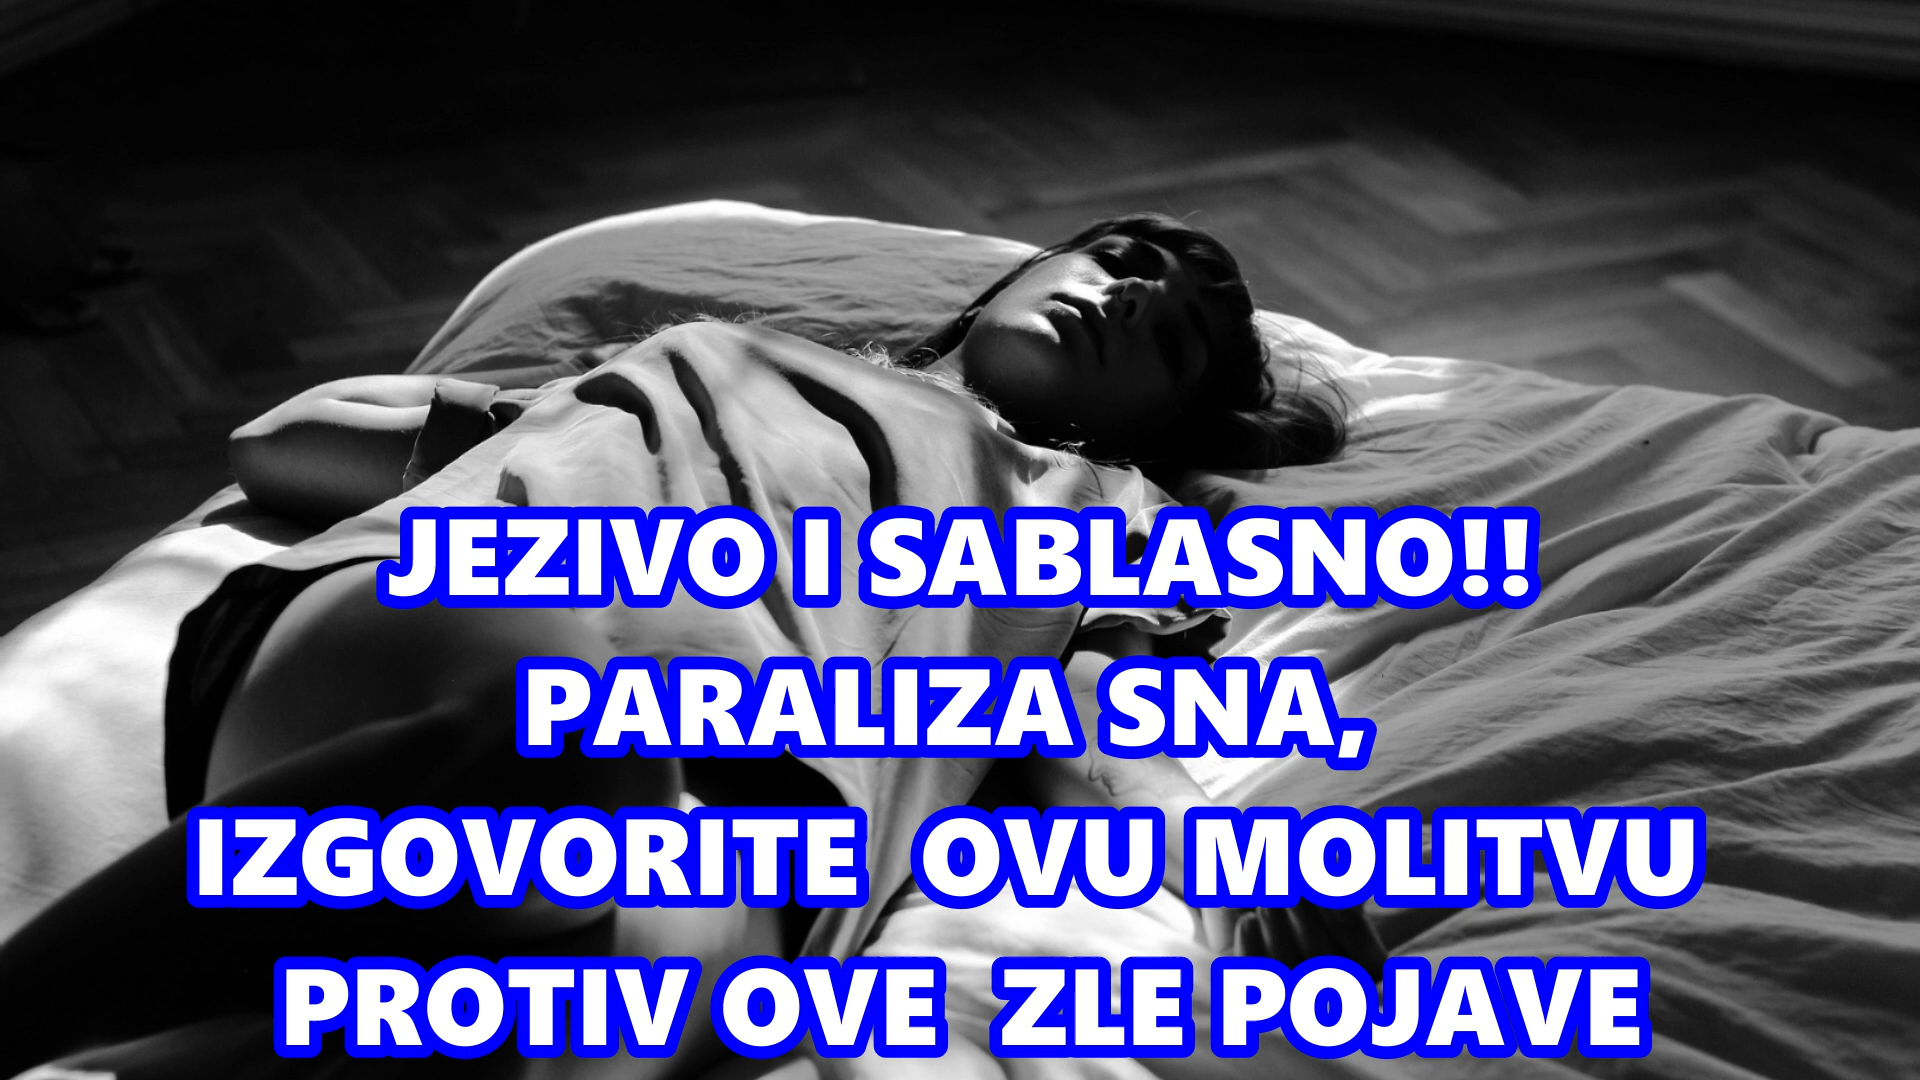 JEZIVO I SABLASNO!!
PARALIZA SNA,
IZGOVORITE OVU MOLITVU
PROTIV OVE ZLE POJAVE